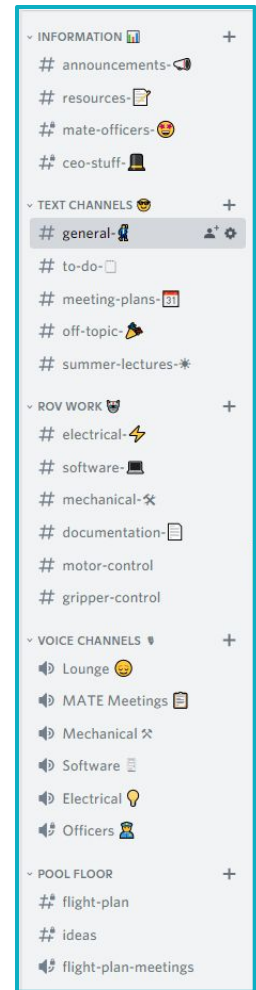 INFORMATION 📊
announcements-📢
resources-📝
mate-officers-🤩
ceo-stuff-🎩
TEXT CHANNELS 😎
general-
to-do-
meeting-plans-📅
off-topic-
summer-lectures-☀
ROV WORK
electrical-⚡
software-💻
mechanical-🛠
documentation-📄
motor-control
gripper-control
VOICE CHANNELS 🎙
Lounge 😌
MATE Meetings 📋
Mechanical ⚒
Software
Electrical 💡
Officers 👮
POOL FLOOR
flight-plan
ideas
flight-plan-meetings